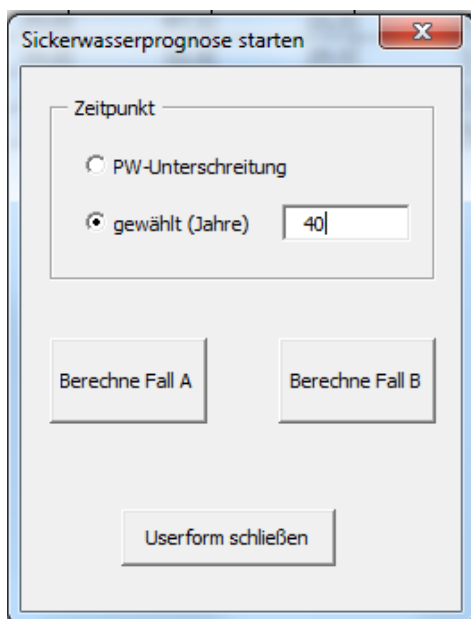 Sickerwasserprognose starten
Zeitpunkt
PW-Unterschreitung
gewählt (Jahre) 40
Berechne Fall A Berechne Fall B
Userform schließen